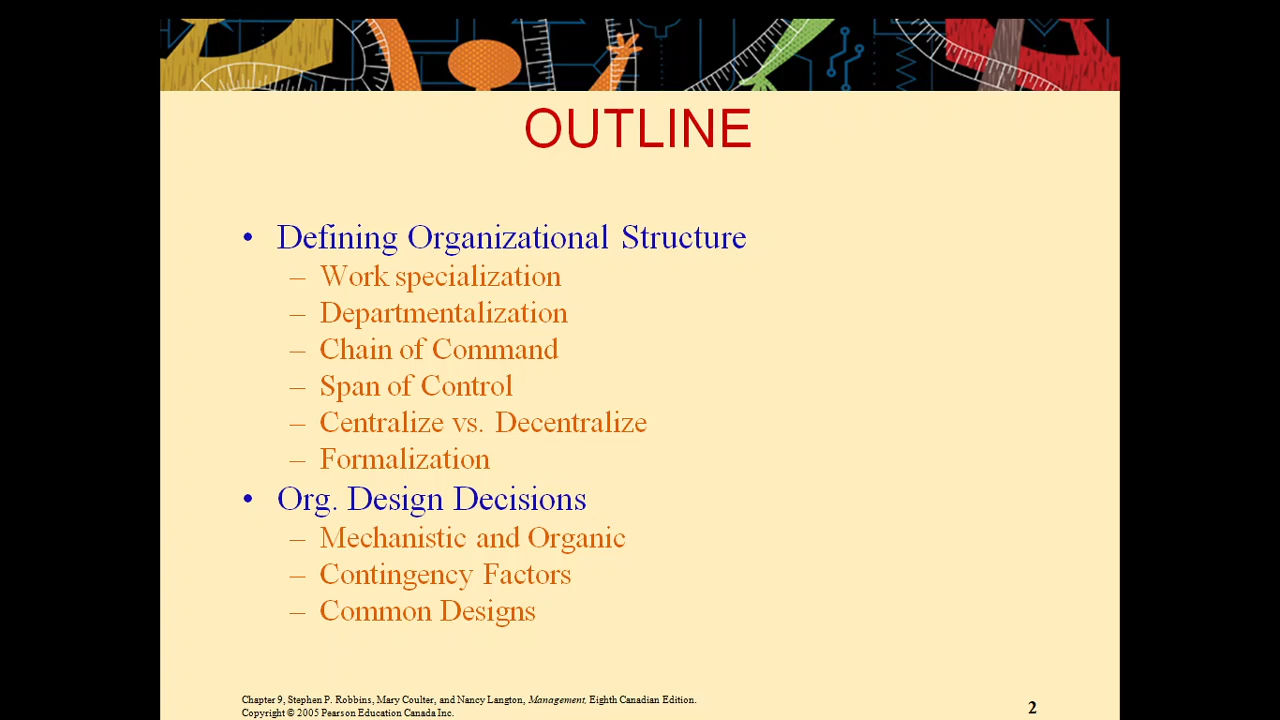 OUTLINE
• Defining Organizational Structure
– Work specialization
– Departmentalization
– Chain of Command
– Span of Control
– Centralize vs. Decentralize
– Formalization
• Org. Design Decisions
– Mechanistic and Organic
– Contingency Factors
– Common Designs
Chapter 9, Stephen P. Robbins, Mary Coulter, and Nancy Langton, Management, Eighth Canadian Edition.
Copyright © 2005 Pearson Education Canada Inc.
2